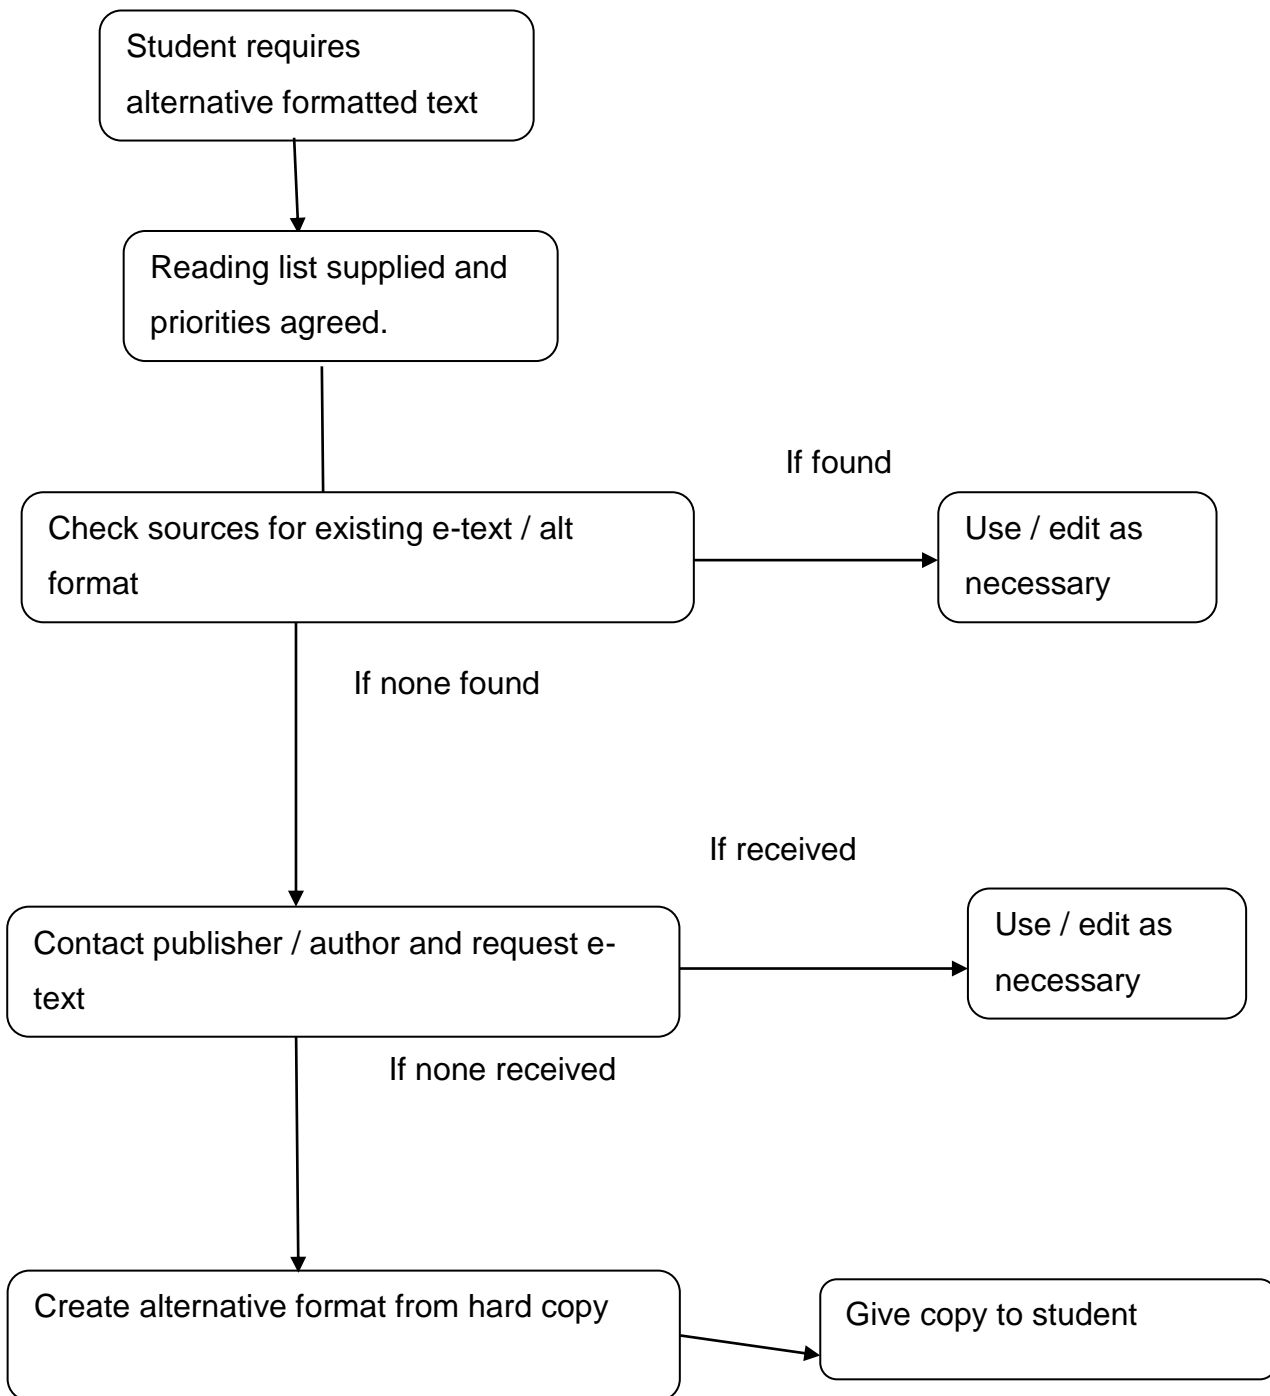 Student requires
alternative formatted text
Reading list supplied and
priorities agreed.
If found
Check sources for existing e-text / alt
format
Use / edit as
necessary
If none found
If received
Contact publisher / author and request e-
text
Use / edit as
necessary
If none received
Create alternative format from hard copy
Give copy to student